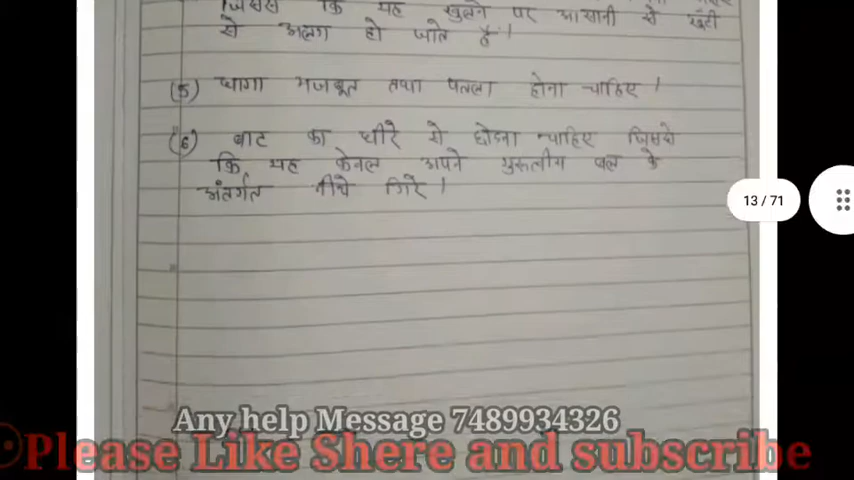 जिससे कि यह खुलने पर आसानी से खूँटी
से अलग हो जाते है।
(5) धागा मजबूत तथा पतला होना चाहिए।
(6) बाट का धीरे से छोडना चाहिए जिससे
कि यह केवल अपने गुरुत्वीय बल के
अंतर्गत नीचे गिरे।
13 / 71
Any help Message 7489934326
Please Like Shere and subscribe